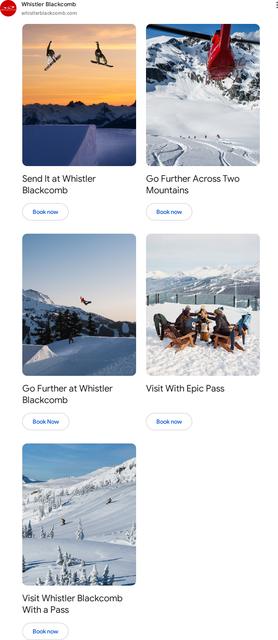 Whistler Blackcomb
whistlerblackcomb.com
Send It at Whistler
Blackcomb
Book now
Go Further Across Two
Mountains
Book now
Go Further at Whistler
Blackcomb
Book Now
Visit With Epic Pass
Book now
Visit Whistler Blackcomb
With a Pass
Book now